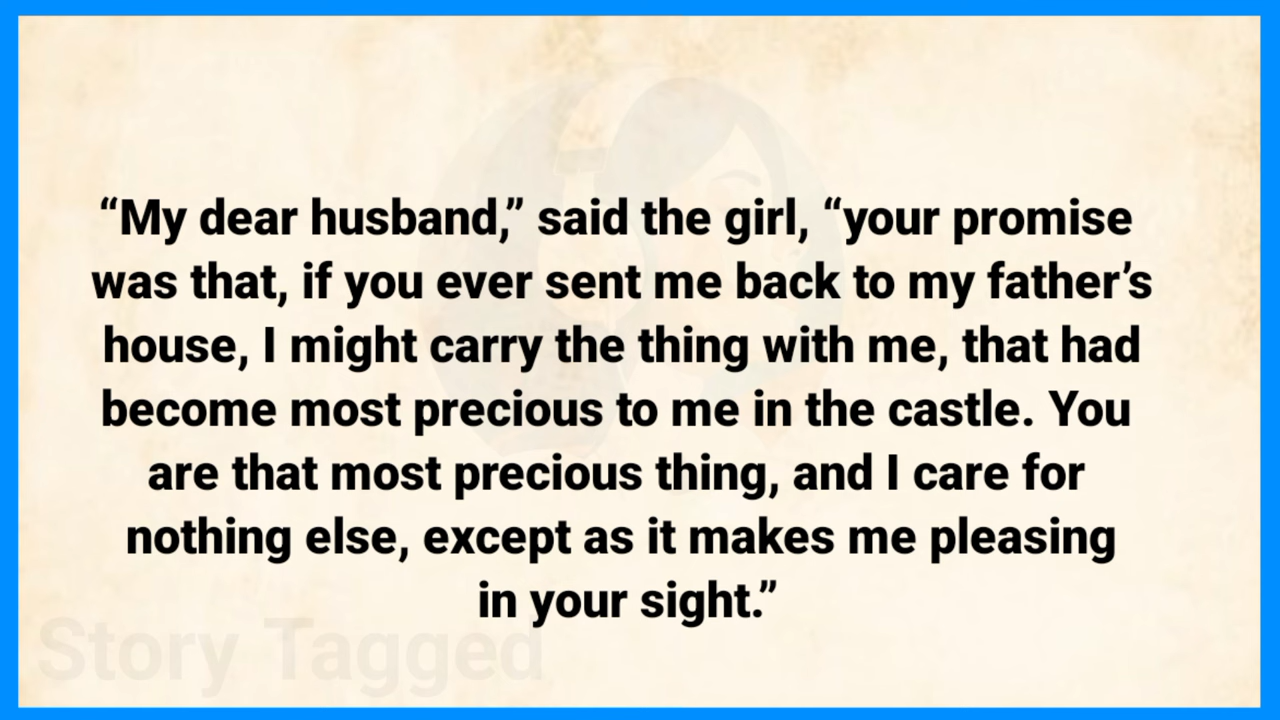 “My dear husband,” said the girl, “your promise
was that, if you ever sent me back to my father’s
house, I might carry the thing with me, that had
become most precious to me in the castle. You
are that most precious thing, and I care for
nothing else, except as it makes me pleasing
in your sight.”
Story Tagged